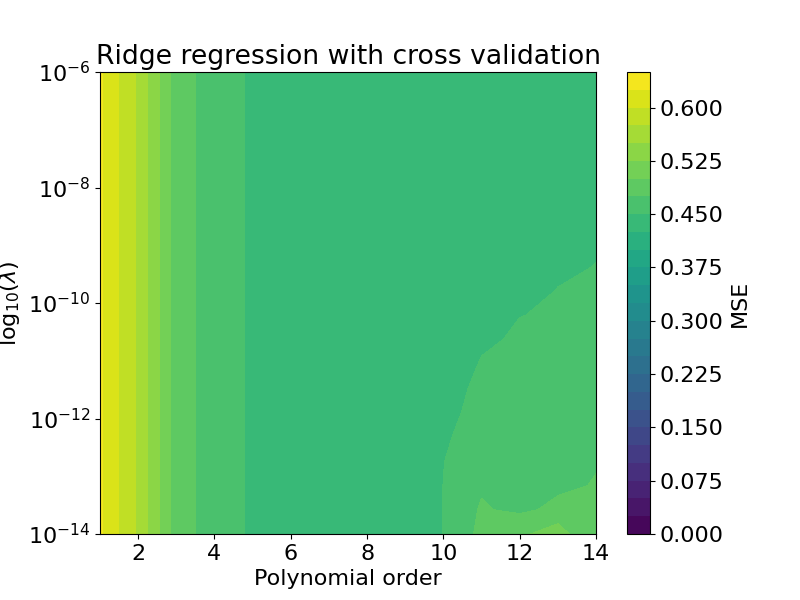 Ridge regression with cross validation
10⁻⁶
10⁻⁸
10⁻¹⁰
10⁻¹²
10⁻¹⁴
log₁₀(λ)
2 4 6 8 10 12 14
Polynomial order
0.600
0.525
0.450
0.375
0.300
0.225
0.150
0.075
0.000
MSE